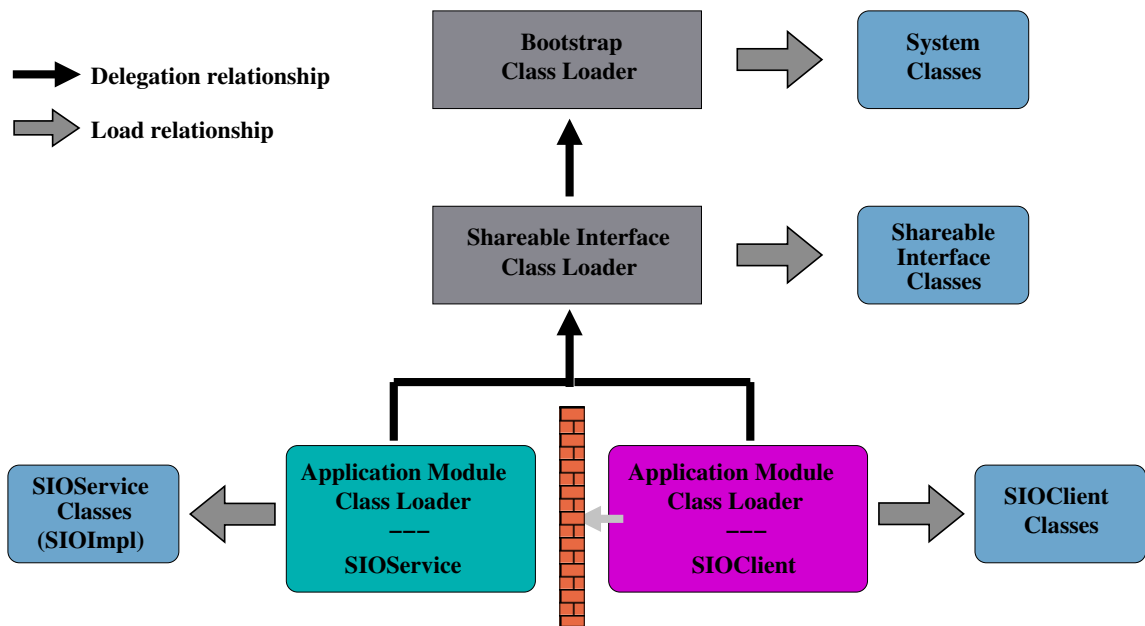 Bootstrap
Class Loader
System
Classes
Delegation relationship
Load relationship
Shareable Interface
Class Loader
Shareable
Interface
Classes
SIOService
Classes
(SIOImpl)
Application Module
Class Loader
–––
SIOService
Application Module
Class Loader
–––
SIOClient
SIOClient
Classes